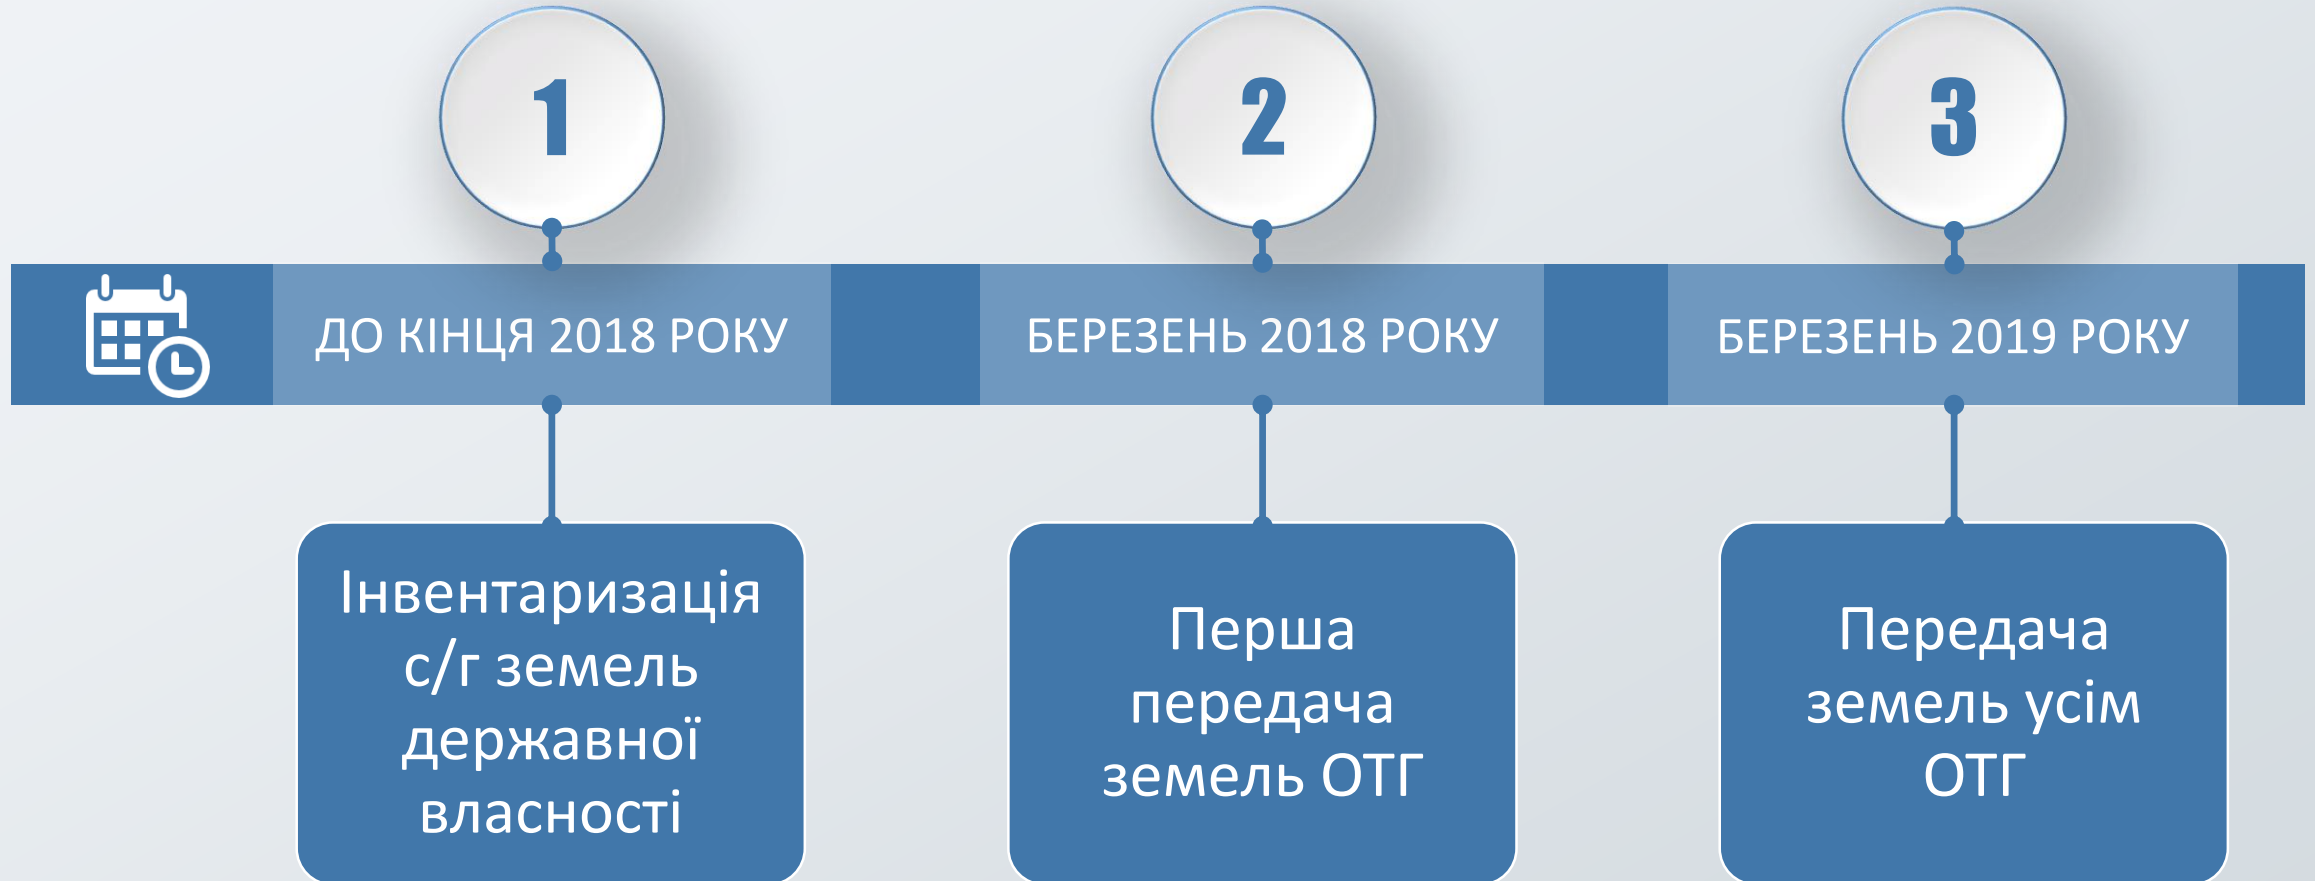 1
ДО КІНЦЯ 2018 РОКУ
Інвентаризація
с/г земель
державної
власності
2
БЕРЕЗЕНЬ 2018 РОКУ
Перша
передача
земель ОТГ
3
БЕРЕЗЕНЬ 2019 РОКУ
Передача
земель усім
ОТГ